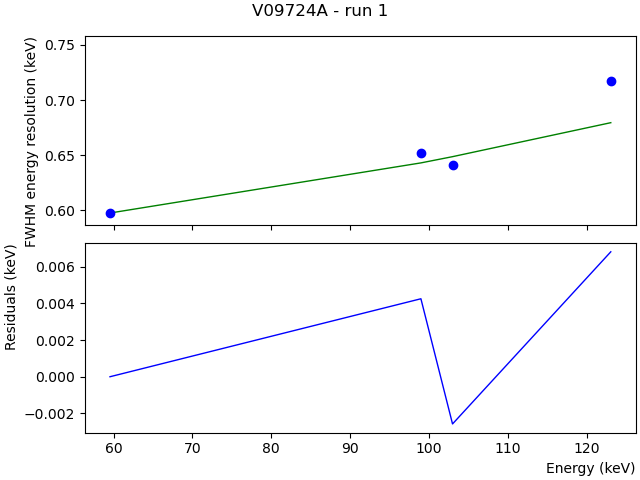 V09724A - run 1
FWHM energy resolution (keV)
0.75
0.70
0.65
0.60
Residuals (keV)
0.006
0.004
0.002
0.000
−0.002
60 70 80 90 100 110 120
Energy (keV)